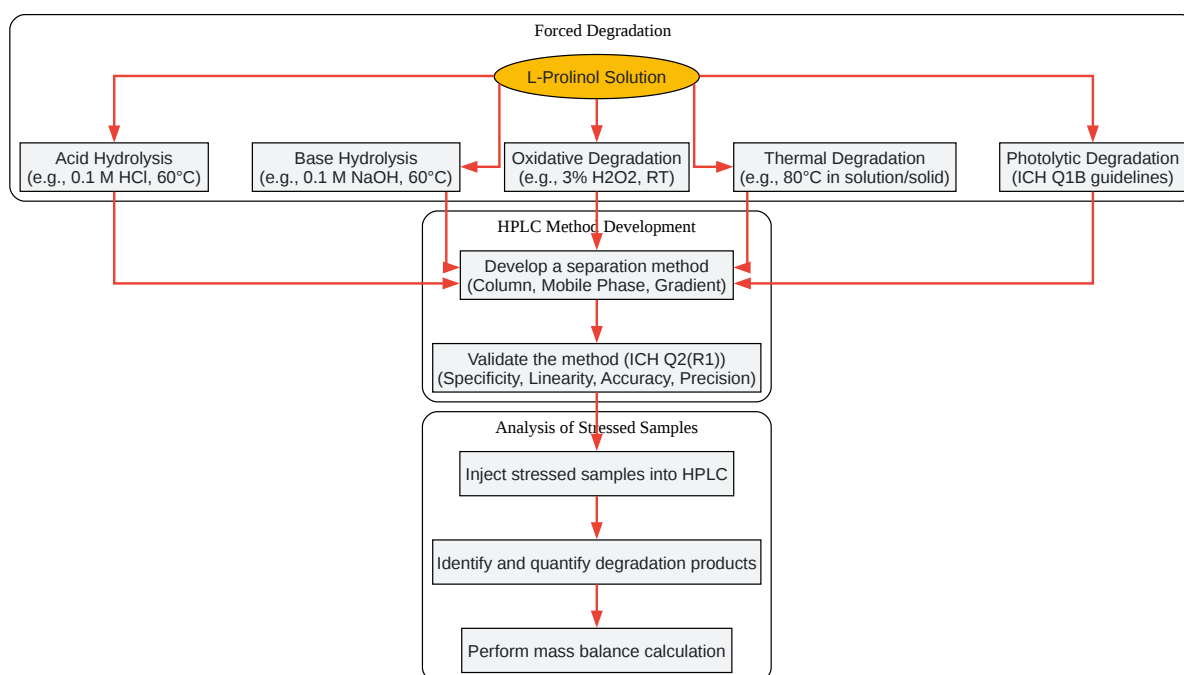 Forced Degradation
L-Prolinol Solution
Acid Hydrolysis
(e.g., 0.1 M HCl, 60°C)
Base Hydrolysis
(e.g., 0.1 M NaOH, 60°C)
Oxidative Degradation
(e.g., 3% H2O2, RT)
Thermal Degradation
(e.g., 80°C in solution/solid)
Photolytic Degradation
(ICH Q1B guidelines)
HPLC Method Development
Develop a separation method
(Column, Mobile Phase, Gradient)
Validate the method (ICH Q2(R1))
(Specificity, Linearity, Accuracy, Precision)
Analysis of Stressed Samples
Inject stressed samples into HPLC
Identify and quantify degradation products
Perform mass balance calculation